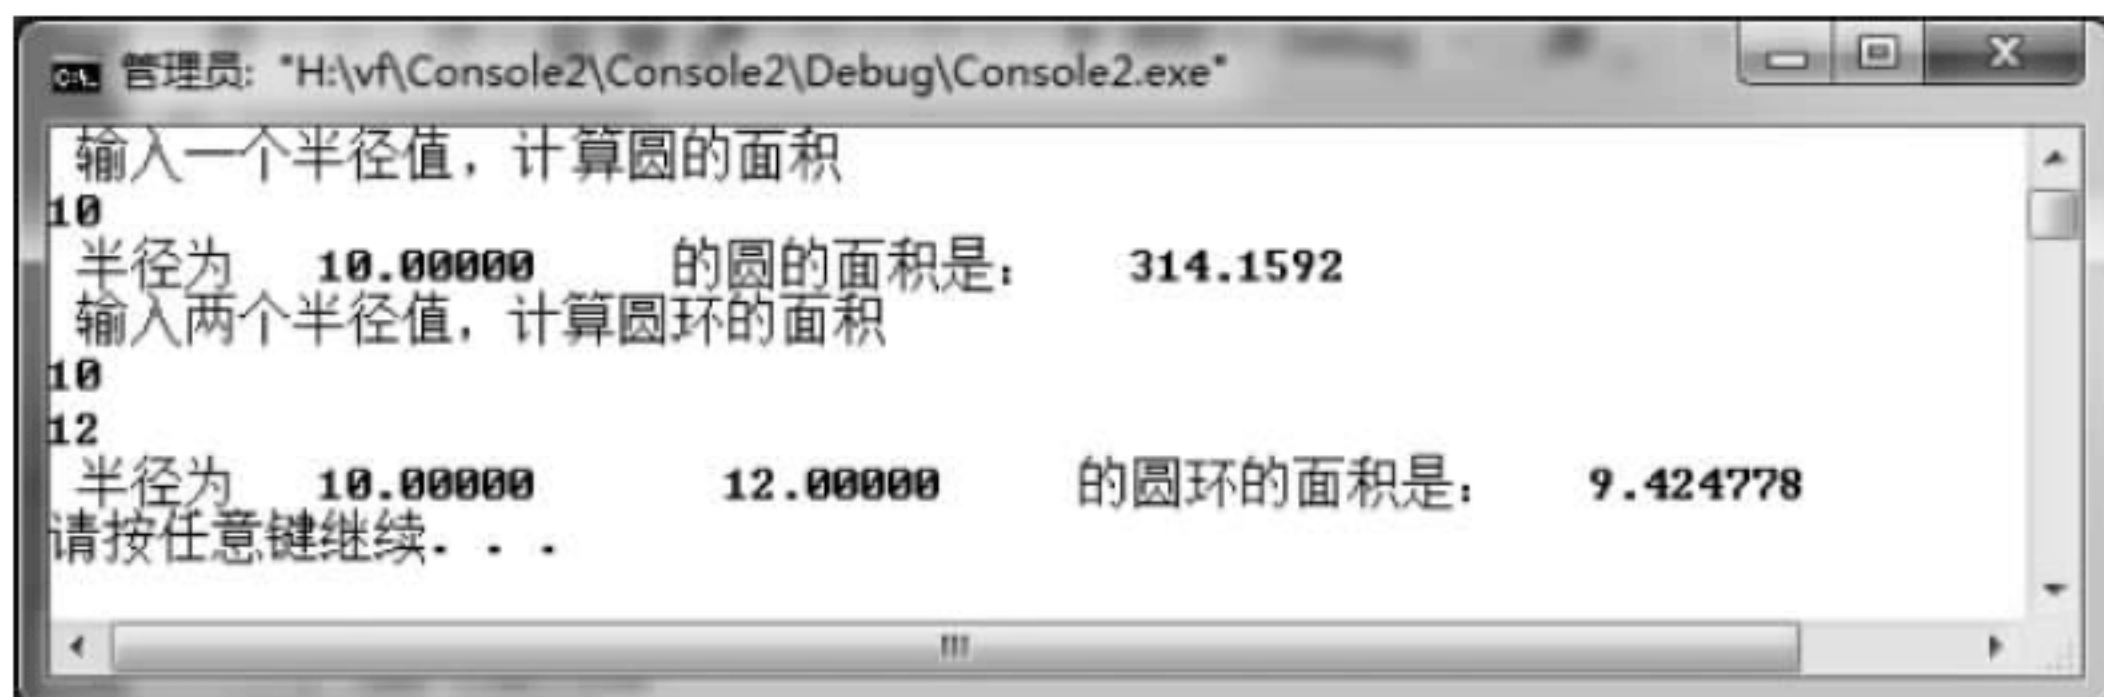 管理员: "H:\vf\Console2\Console2\Debug\Console2.exe"
输入一个半径值，计算圆的面积
10
半径为 10.00000 的圆的面积是： 314.1592
输入两个半径值，计算圆环的面积
10
12
半径为 10.00000 12.00000 的圆环的面积是： 9.424778
请按任意键继续. . .